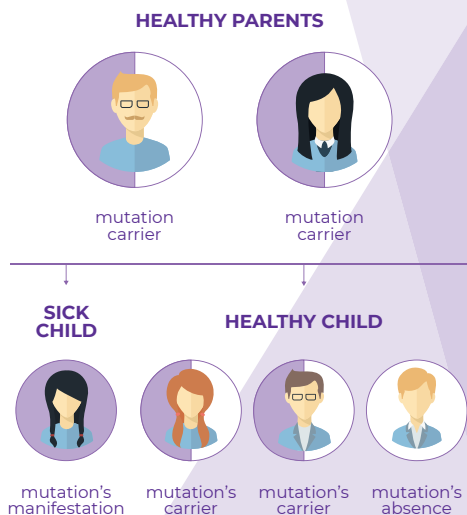 HEALTHY PARENTS
mutation
carrier
mutation
carrier
SICK
CHILD
HEALTHY CHILD
mutation’s
manifestation
mutation’s
carrier
mutation’s
carrier
mutation’s
absence